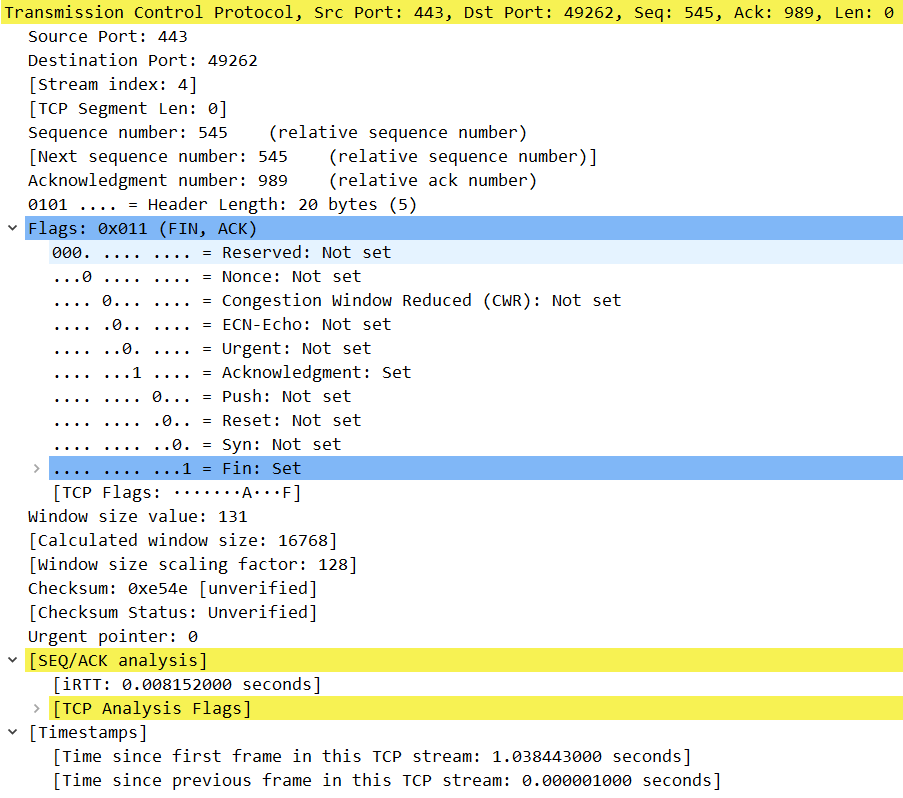 Transmission Control Protocol, Src Port: 443, Dst Port: 49262, Seq: 545, Ack: 989, Len: 0
Source Port: 443
Destination Port: 49262
[Stream index: 4]
[TCP Segment Len: 0]
Sequence number: 545    (relative sequence number)
[Next sequence number: 545    (relative sequence number)]
Acknowledgment number: 989    (relative ack number)
0101 .... = Header Length: 20 bytes (5)
Flags: 0x011 (FIN, ACK)
000. .... .... = Reserved: Not set
...0 .... .... = Nonce: Not set
.... 0... .... = Congestion Window Reduced (CWR): Not set
.... .0.. .... = ECN-Echo: Not set
.... ..0. .... = Urgent: Not set
.... ...1 .... = Acknowledgment: Set
.... .... 0... = Push: Not set
.... .... .0.. = Reset: Not set
.... .... ..0. = Syn: Not set
.... .... ...1 = Fin: Set
[TCP Flags: ·······A···F]
Window size value: 131
[Calculated window size: 16768]
[Window size scaling factor: 128]
Checksum: 0xe54e [unverified]
[Checksum Status: Unverified]
Urgent pointer: 0
[SEQ/ACK analysis]
[iRTT: 0.008152000 seconds]
[TCP Analysis Flags]
[Timestamps]
[Time since first frame in this TCP stream: 1.038443000 seconds]
[Time since previous frame in this TCP stream: 0.000001000 seconds]